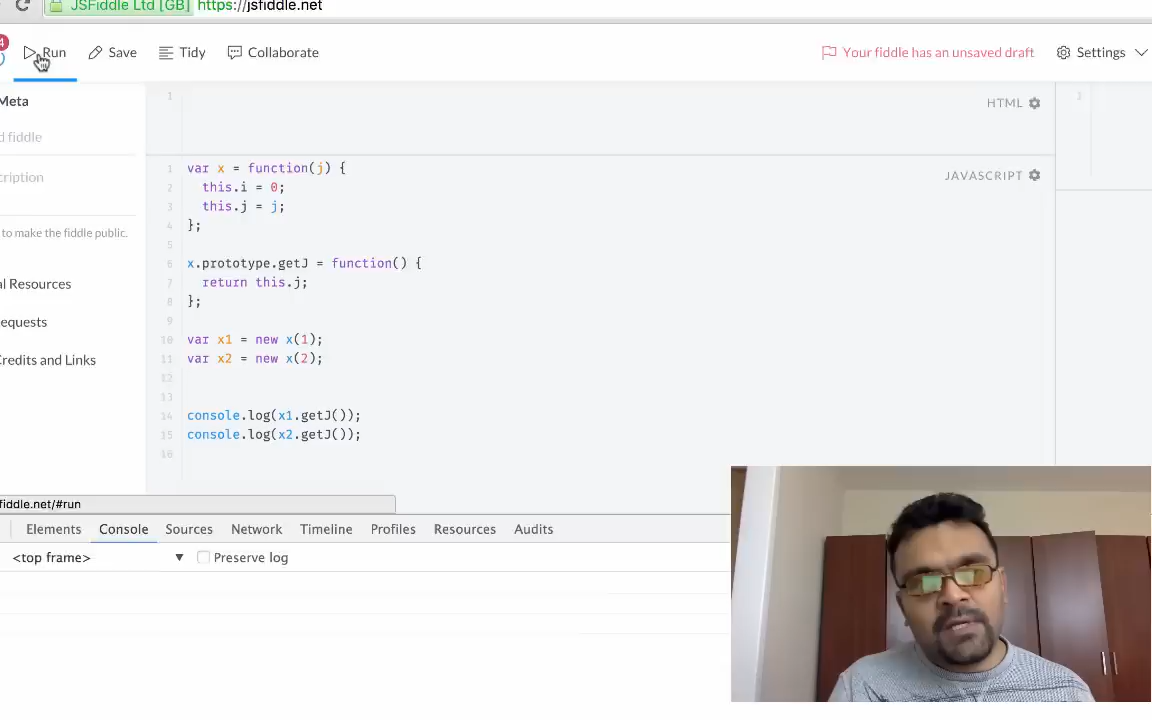 JSFiddle Ltd [GB] https://jsfiddle.net
4
Run Save Tidy Collaborate Your fiddle has an unsaved draft Settings
Meta
d fiddle
cription
to make the fiddle public.
al Resources
equests
Credits and Links
1
HTML
1
1 var x = function(j) {
2 this.i = 0;
3 this.j = j;
4 };
5
6 x.prototype.getJ = function() {
7 return this.j;
8 };
9
10 var x1 = new x(1);
11 var x2 = new x(2);
12
13
14 console.log(x1.getJ());
15 console.log(x2.getJ());
16
JAVASCRIPT
fiddle.net/#run
Elements Console Sources Network Timeline Profiles Resources Audits
<top frame> ▼ Preserve log